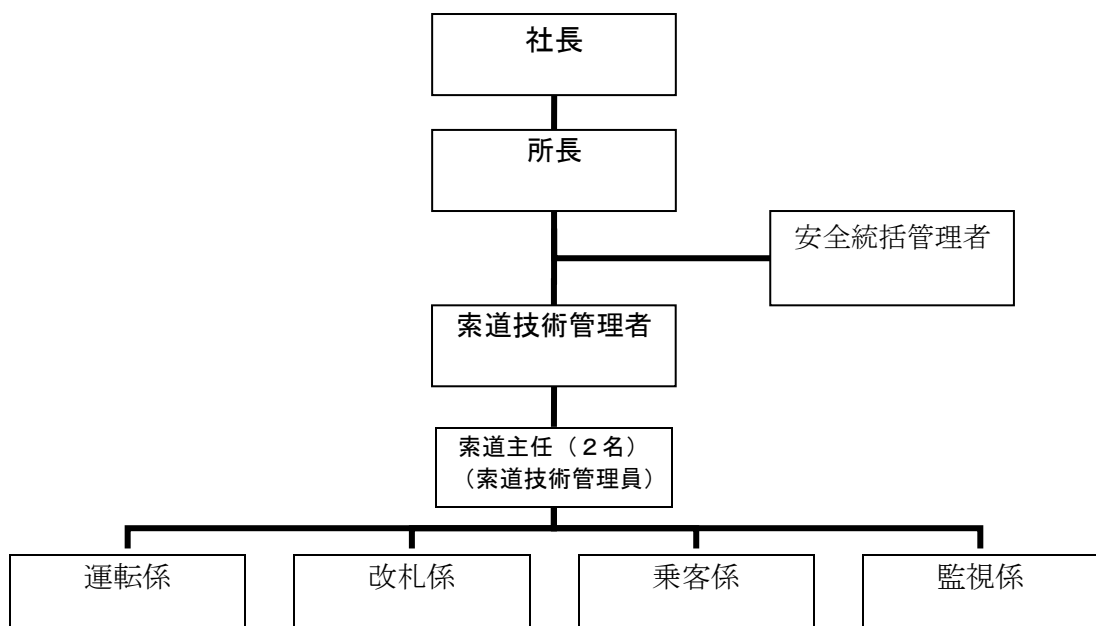 社長
所長
安全統括管理者
索道技術管理者
索道主任（２名）
（索道技術管理員）
運転係
改札係
乗客係
監視係